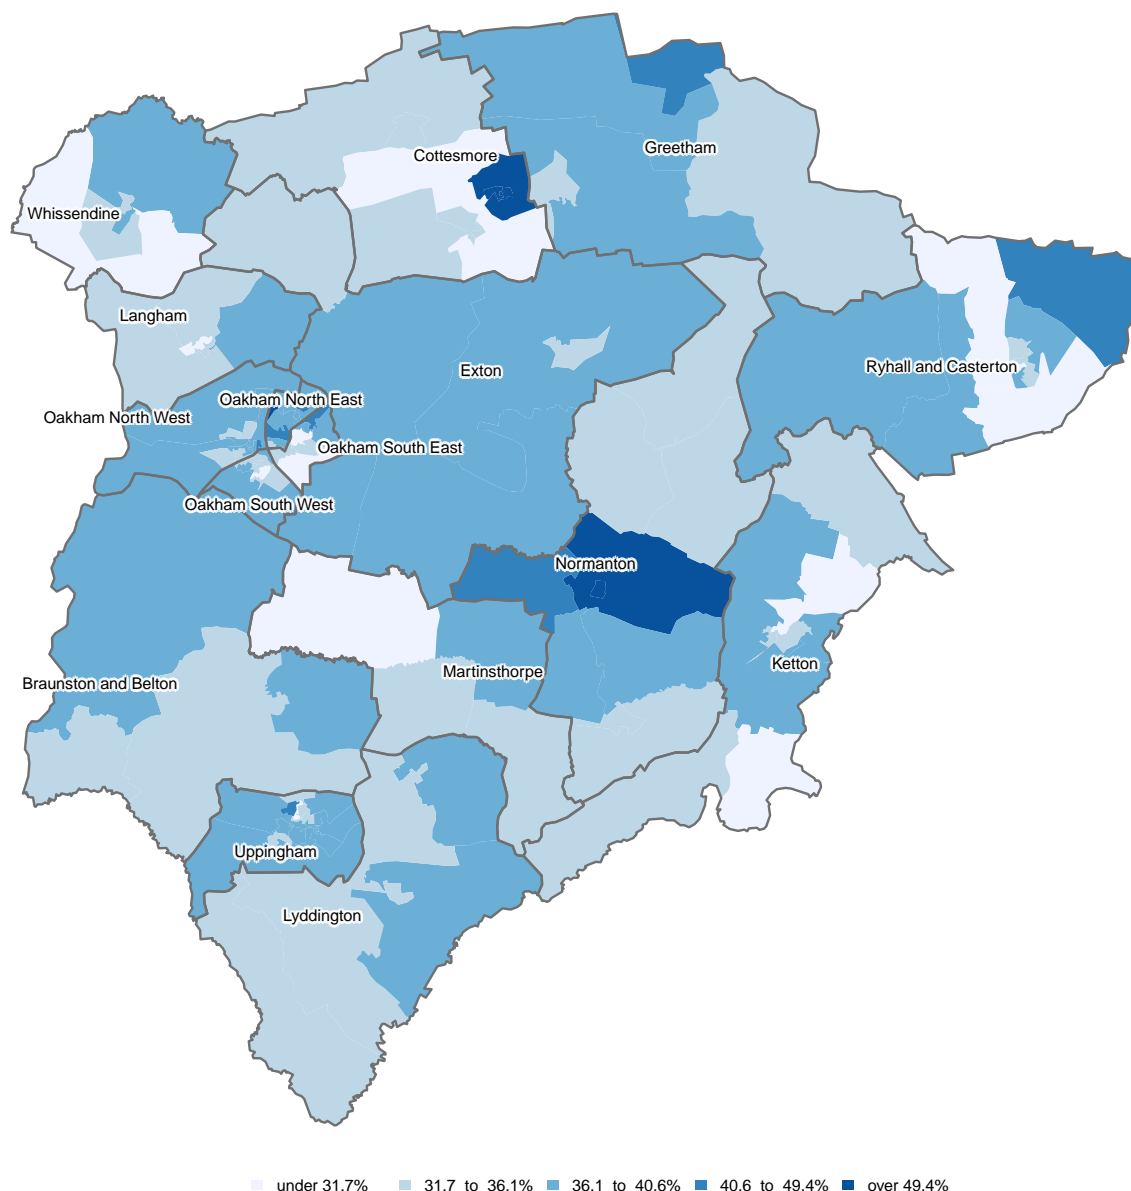 Cottesmore
Greetham
Whissendine
Langham
Exton
Ryhall and Casterton
Oakham North East
Oakham North West
Oakham South East
Oakham South West
Normanton
Ketton
Martinsthorpe
Braunston and Belton
Uppingham
Lyddington
under 31.7% 31.7 to 36.1% 36.1 to 40.6% 40.6 to 49.4% over 49.4%